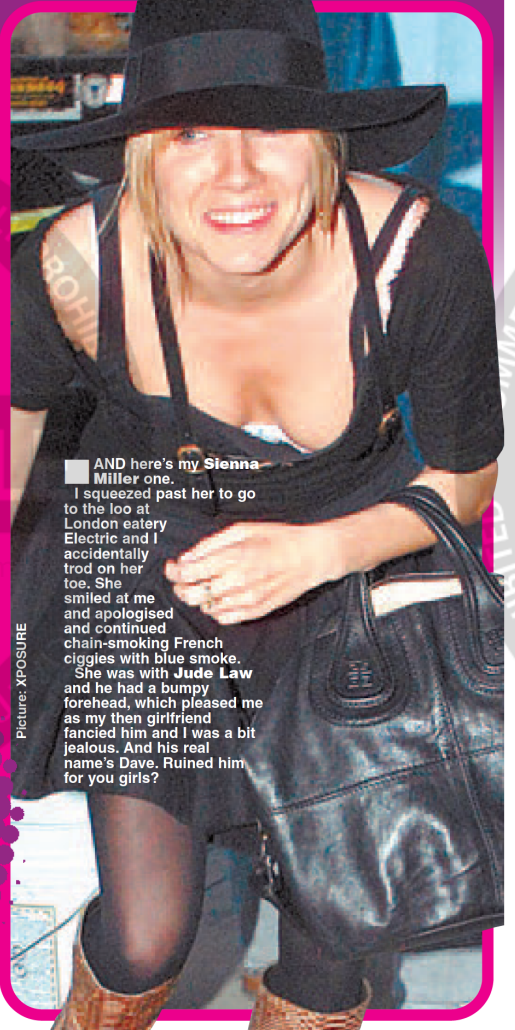 AND here's my Sienna
Miller one.
I squeezed past her to go
to the loo at
London eatery
Electric and I
accidentally
trod on her
toe. She
smiled at me
and apologised
and continued
chain-smoking French
ciggies with blue smoke.
She was with Jude Law
and he had a bumpy
forehead, which pleased me
as my then girlfriend
fancied him and I was a bit
jealous. And his real
name's Dave. Ruined him
for you girls?
Picture: XPOSURE